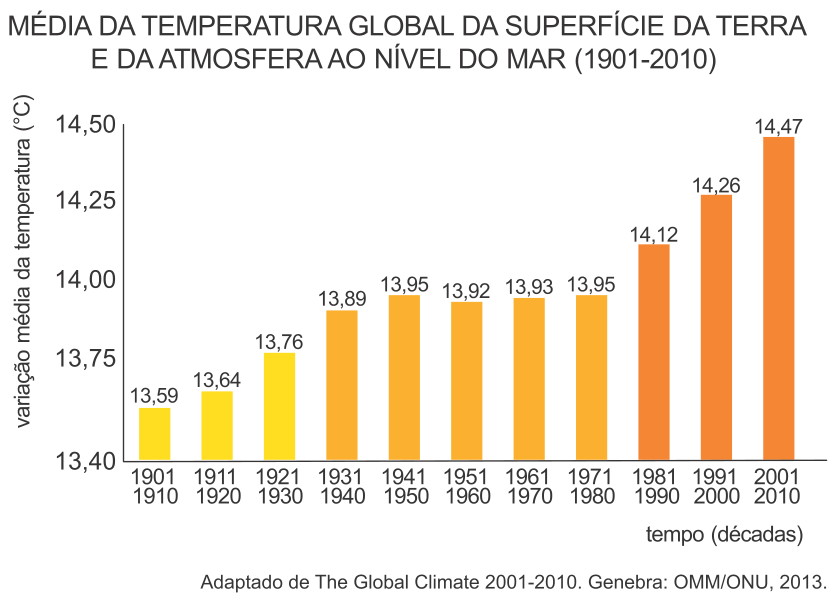 MÉDIA DA TEMPERATURA GLOBAL DA SUPERFÍCIE DA TERRA
E DA ATMOSFERA AO NÍVEL DO MAR (1901-2010)
variação média da temperatura (°C)
14,50
14,25
14,00
13,75
13,40
13,59
13,64
13,76
13,89
13,95
13,92
13,93
13,95
14,12
14,26
14,47
1901 1911 1921 1931 1941 1951 1961 1971 1981 1991 2001
1910 1920 1930 1940 1950 1960 1970 1980 1990 2000 2010
tempo (décadas)
Adaptado de The Global Climate 2001-2010. Genebra: OMM/ONU, 2013.